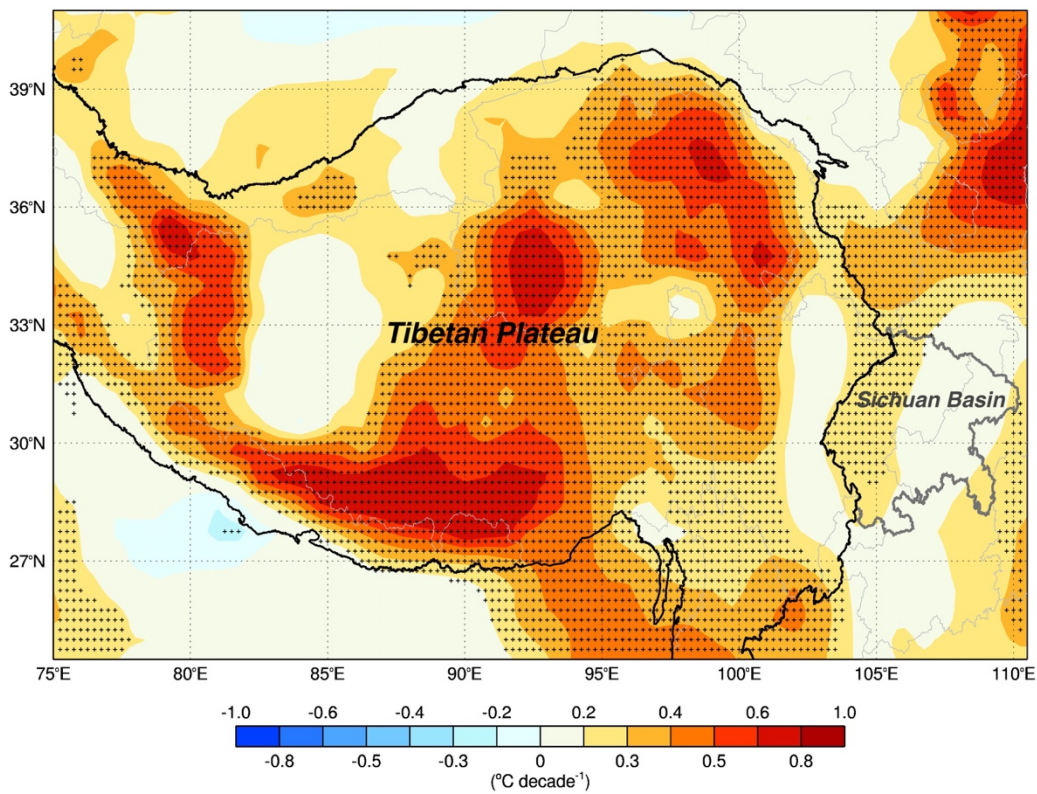 39°N
36°N
33°N
30°N
27°N
Tibetan Plateau
Sichuan Basin
75°E 80°E 85°E 90°E 95°E 100°E 105°E 110°E
-1.0 -0.6 -0.4 -0.2 0.2 0.4 0.6 1.0
-0.8 -0.5 -0.3 0 0.3 0.5 0.8
(°C decade⁻¹)